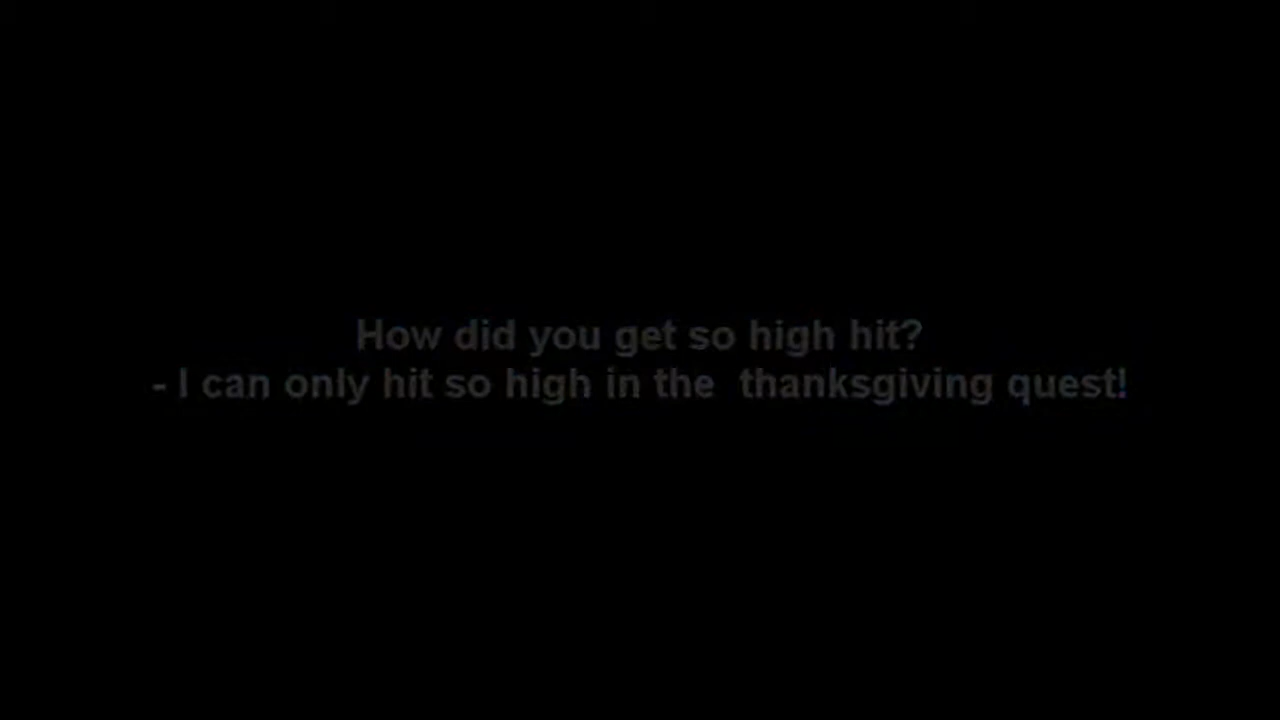 How did you get so high hit?
- I can only hit so high in the  thanksgiving quest!